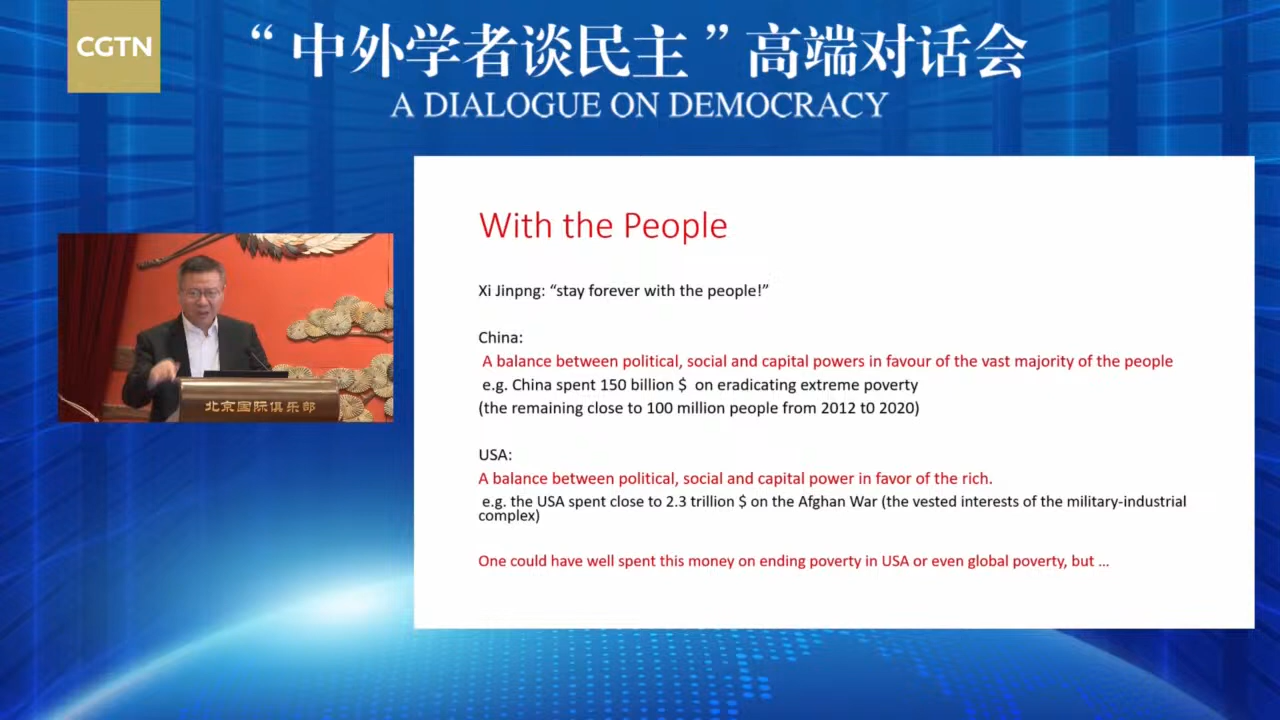 CGTN
“中外学者谈民主”高端对话会
A DIALOGUE ON DEMOCRACY
With the People
Xi Jinpng: “stay forever with the people!”
China:
A balance between political, social and capital powers in favour of the vast majority of the people
e.g. China spent 150 billion $ on eradicating extreme poverty
(the remaining close to 100 million people from 2012 to 2020)
USA:
A balance between political, social and capital power in favor of the rich.
e.g. the USA spent close to 2.3 trillion $ on the Afghan War (the vested interests of the military-industrial
complex)
One could have well spent this money on ending poverty in USA or even global poverty, but ...
北京国际俱乐部